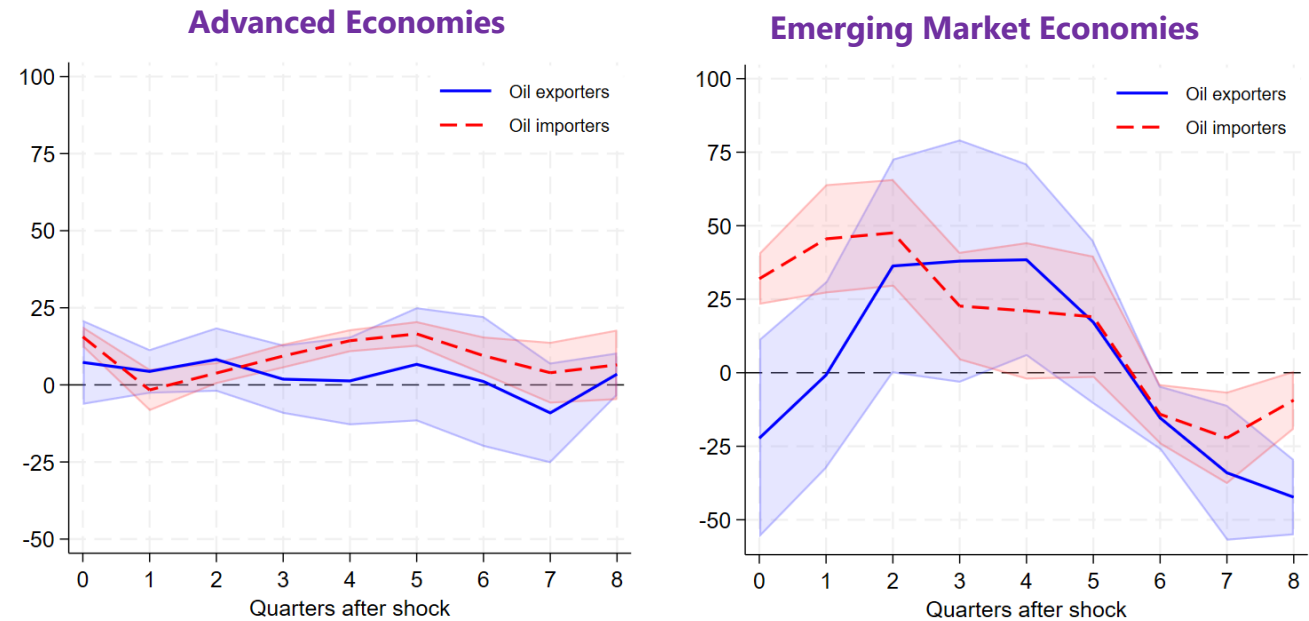 Advanced Economies
100
75
50
25
0
-25
-50
Oil exporters
Oil importers
0 1 2 3 4 5 6 7 8
Quarters after shock
Emerging Market Economies
100
75
50
25
0
-25
-50
Oil exporters
Oil importers
0 1 2 3 4 5 6 7 8
Quarters after shock